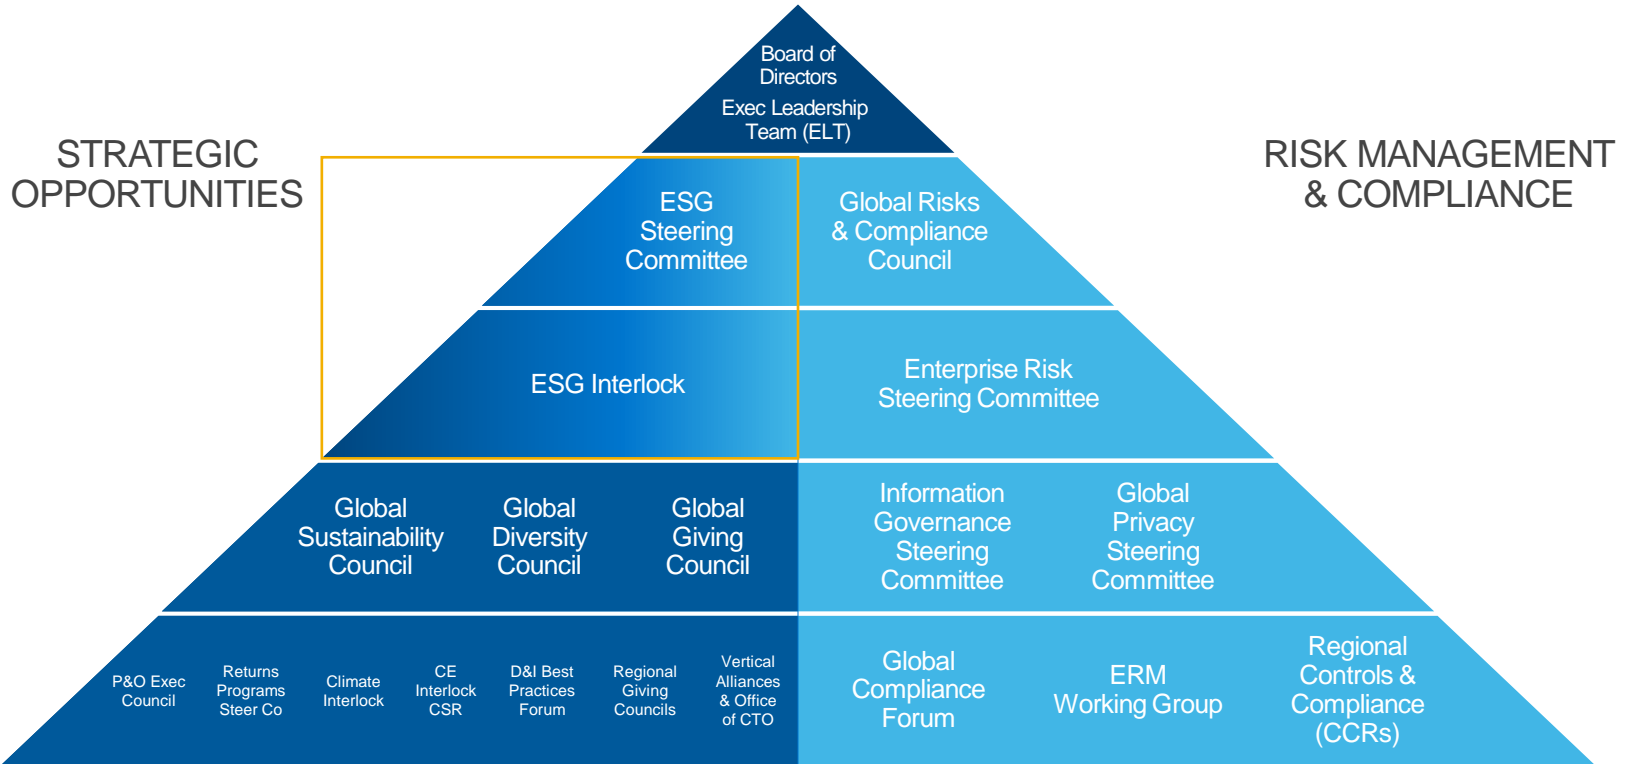 Board of
Directors
Exec Leadership
Team (ELT)
STRATEGIC
OPPORTUNITIES
RISK MANAGEMENT
& COMPLIANCE
ESG
Steering
Committee
Global Risks
& Compliance
Council
ESG Interlock
Enterprise Risk
Steering Committee
Global
Sustainability
Council
Global
Diversity
Council
Global
Giving
Council
Information
Governance
Steering
Committee
Global
Privacy
Steering
Committee
P&O Exec
Council
Returns
Programs
Steer Co
Climate
Interlock
CE
Interlock
CSR
D&I Best
Practices
Forum
Regional
Giving
Councils
Vertical
Alliances
& Office
of CTO
Global
Compliance
Forum
ERM
Working Group
Regional
Controls &
Compliance
(CCRs)